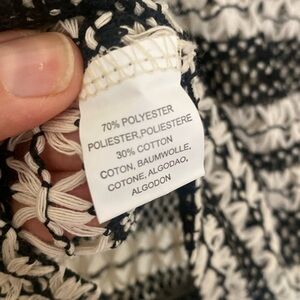 70% POLYESTER
POLIESTER,POLIESTERE
30% COTTON
COTON, BAUMWOLLE,
COTONE, ALGODAO,
ALGODON